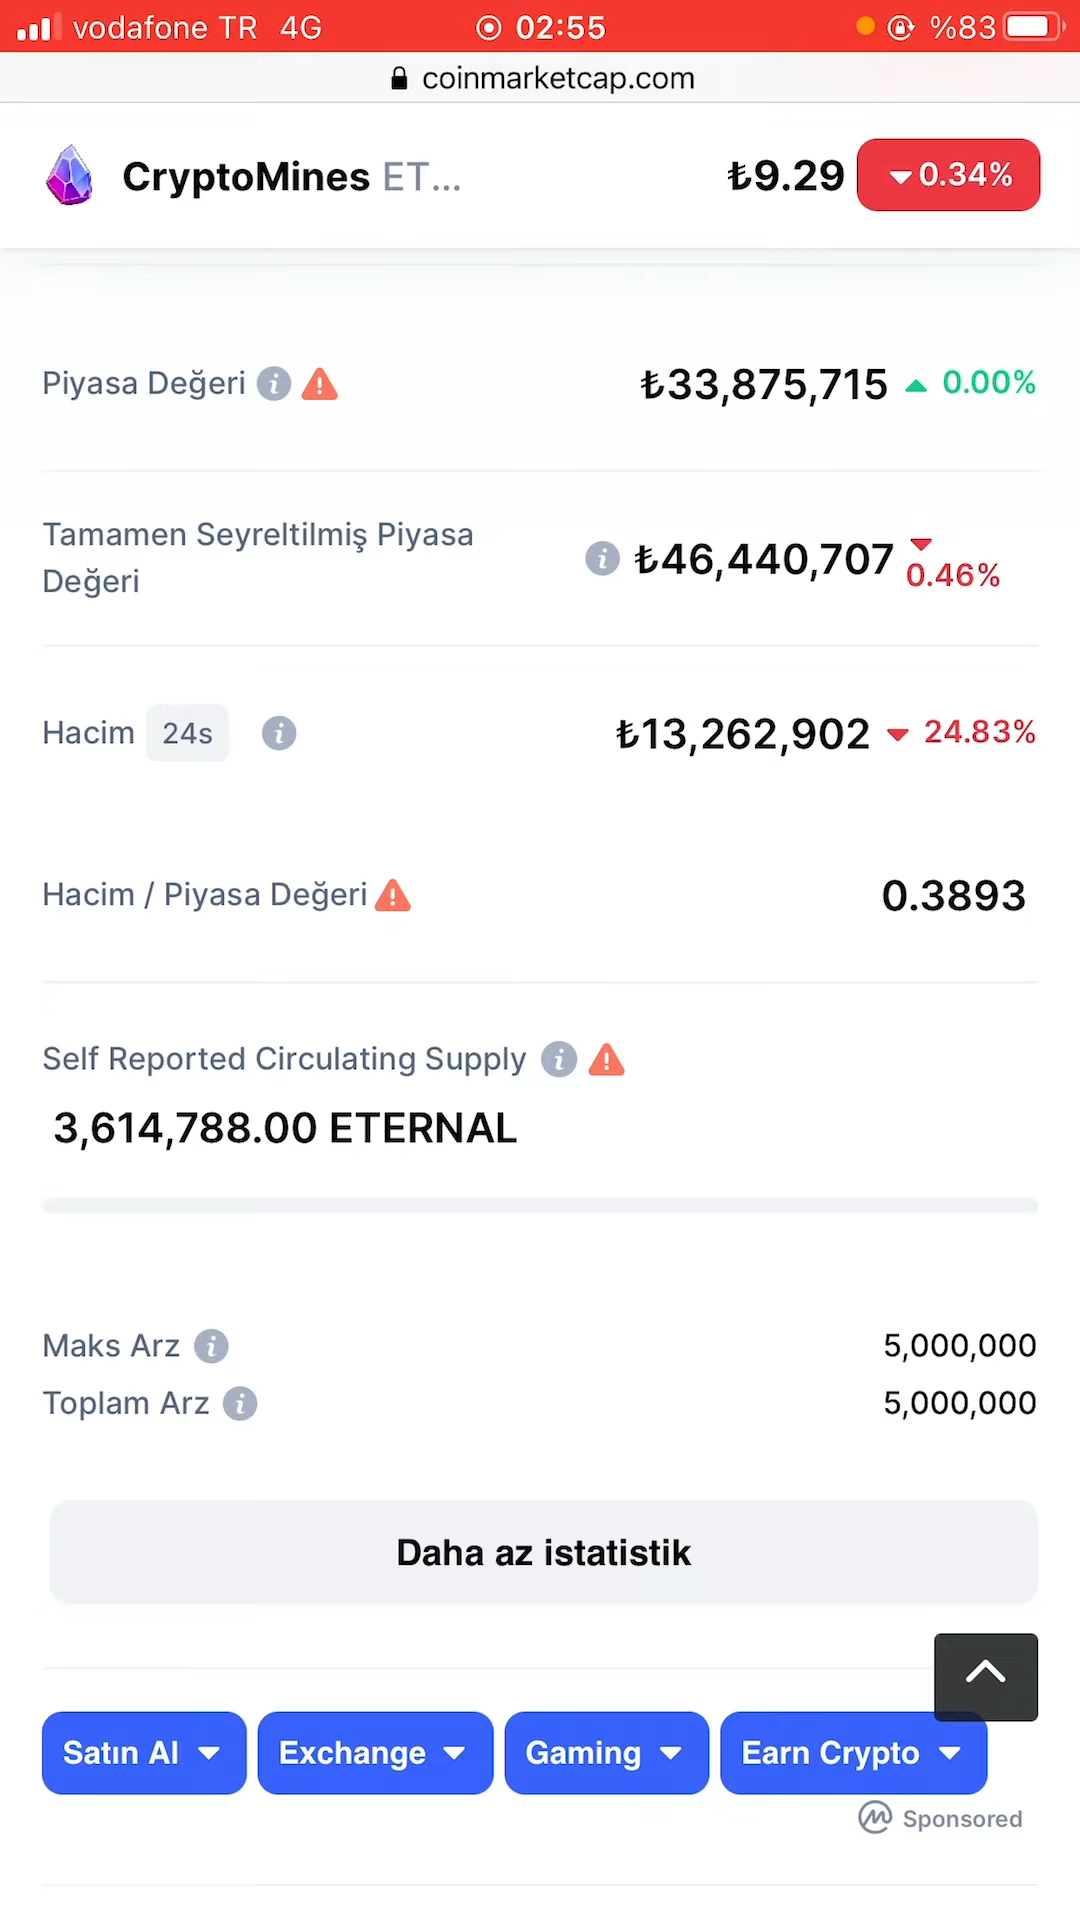 vodafone TR 4G 02:55 %83
coinmarketcap.com
CryptoMines ET... ₺9.29 0.34%
Piyasa Değeri ₺33,875,715 0.00%
Tamamen Seyreltilmiş Piyasa
Değeri ₺46,440,707 0.46%
Hacim 24s ₺13,262,902 24.83%
Hacim / Piyasa Değeri 0.3893
Self Reported Circulating Supply
3,614,788.00 ETERNAL
Maks Arz 5,000,000
Toplam Arz 5,000,000
Daha az istatistik
Satın Al Exchange Gaming Earn Crypto
Sponsored